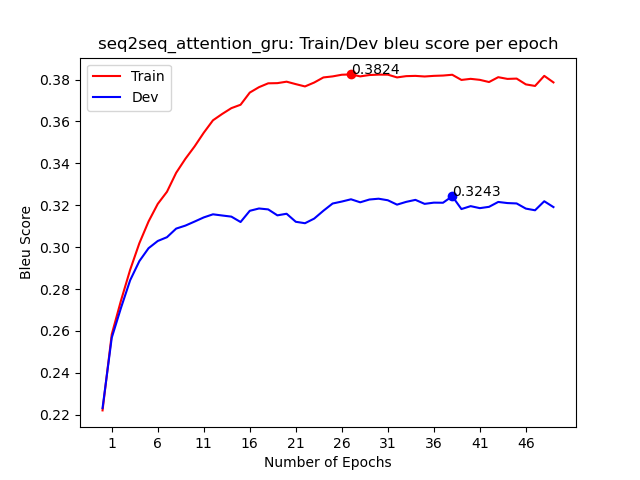 seq2seq_attention_gru: Train/Dev bleu score per epoch
Train
Dev
0.3824
0.3243
Bleu Score
0.38
0.36
0.34
0.32
0.30
0.28
0.26
0.24
0.22
1 6 11 16 21 26 31 36 41 46
Number of Epochs